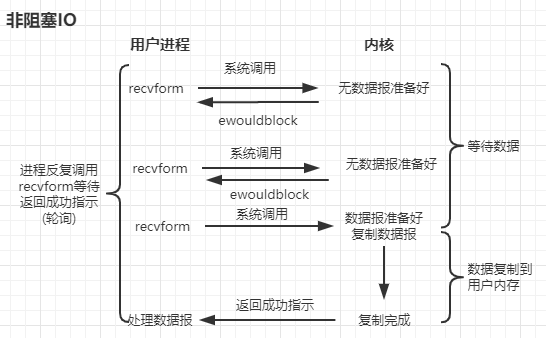 非阻塞IO
用户进程
内核
系统调用
recvform
无数据报准备好
ewouldblock
等待数据
系统调用
recvform
无数据报准备好
ewouldblock
进程反复调用
recvform等待
返回成功指示
(轮询)
系统调用
recvform
数据报准备好
复制数据报
数据复制到
用户内存
返回成功指示
处理数据报
复制完成